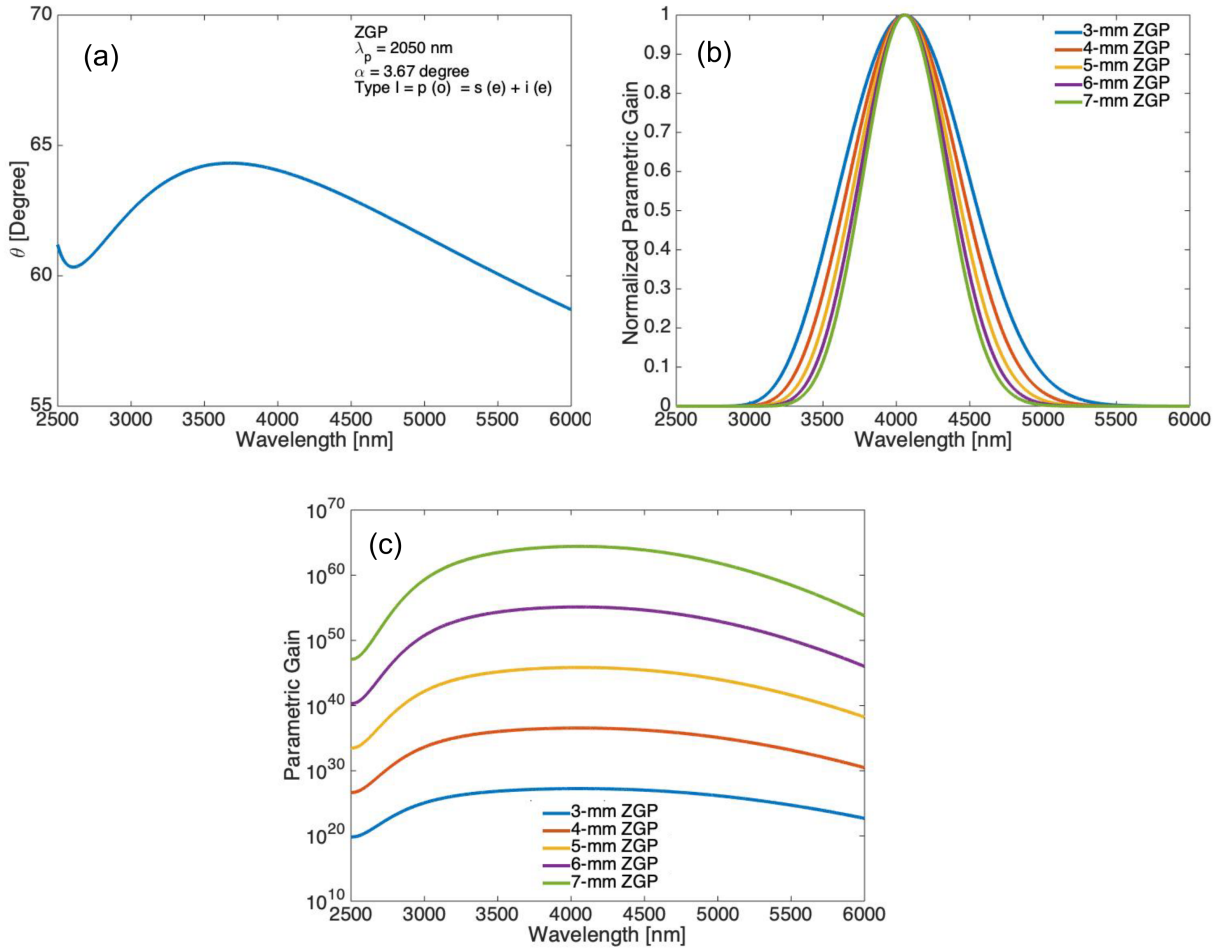 (a)
ZGP
λp = 2050 nm
α = 3.67 degree
Type I = p (o) = s (e) + i (e)
70
65
60
55
θ [Degree]
2500 3000 3500 4000 4500 5000 5500 6000
Wavelength [nm]
(b)
3-mm ZGP
4-mm ZGP
5-mm ZGP
6-mm ZGP
7-mm ZGP
1
0.9
0.8
0.7
0.6
0.5
0.4
0.3
0.2
0.1
0
Normalized Parametric Gain
2500 3000 3500 4000 4500 5000 5500 6000
Wavelength [nm]
(c)
10^70
10^60
10^50
10^40
10^30
10^20
10^10
Parametric Gain
3-mm ZGP
4-mm ZGP
5-mm ZGP
6-mm ZGP
7-mm ZGP
2500 3000 3500 4000 4500 5000 5500 6000
Wavelength [nm]